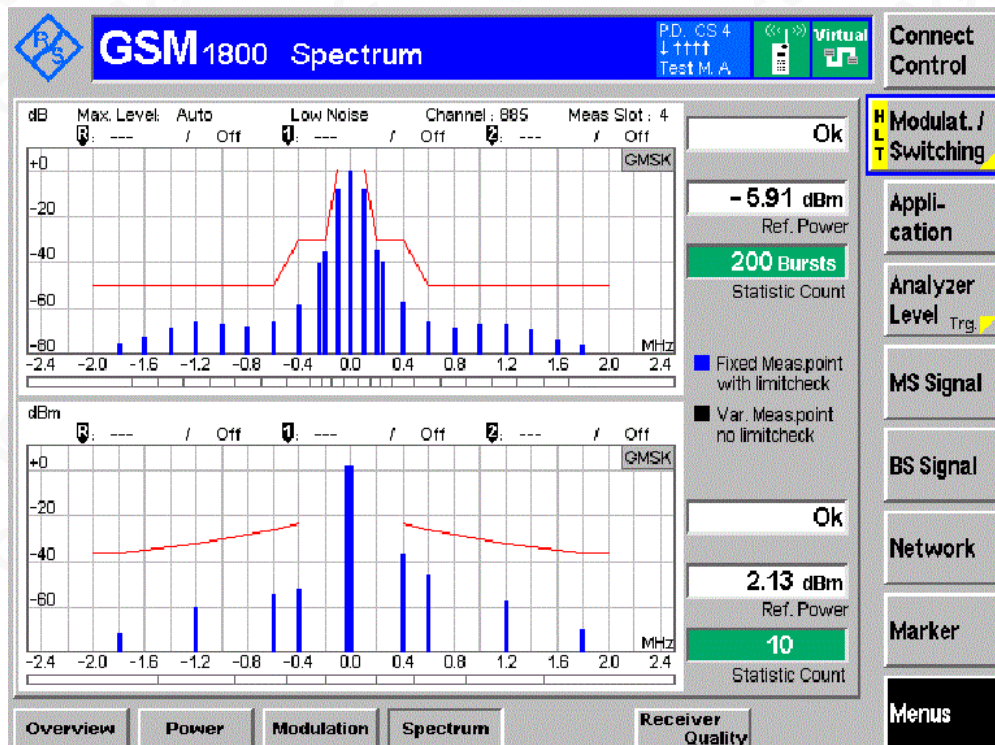 R/S
GSM 1800 Spectrum
P.D. CS 4
↓ ↑↑↑↑
Test M. A
Virtual
Connect
Control
dB Max. Level: Auto Low Noise Channel : 885 Meas Slot : 4
R: --- / Off 1: --- / Off 2: --- / Off
GMSK
+0
-20
-40
-60
-80
MHz
-2.4 -2.0 -1.6 -1.2 -0.8 -0.4 0.0 0.4 0.8 1.2 1.6 2.0 2.4
Ok
-5.91 dBm
Ref. Power
200 Bursts
Statistic Count
Fixed Meas.point
with limitcheck
Var. Meas.point
no limitcheck
dBm
R: --- / Off 1: --- / Off 2: --- / Off
GMSK
+0
-20
-40
-60
MHz
-2.4 -2.0 -1.6 -1.2 -0.8 -0.4 0.0 0.4 0.8 1.2 1.6 2.0 2.4
Ok
2.13 dBm
Ref. Power
10
Statistic Count
HLT
Modulat. /
Switching
Appli-
cation
Analyzer
Level Trg.
MS Signal
BS Signal
Network
Marker
Menus
Overview Power Modulation Spectrum Receiver
Quality